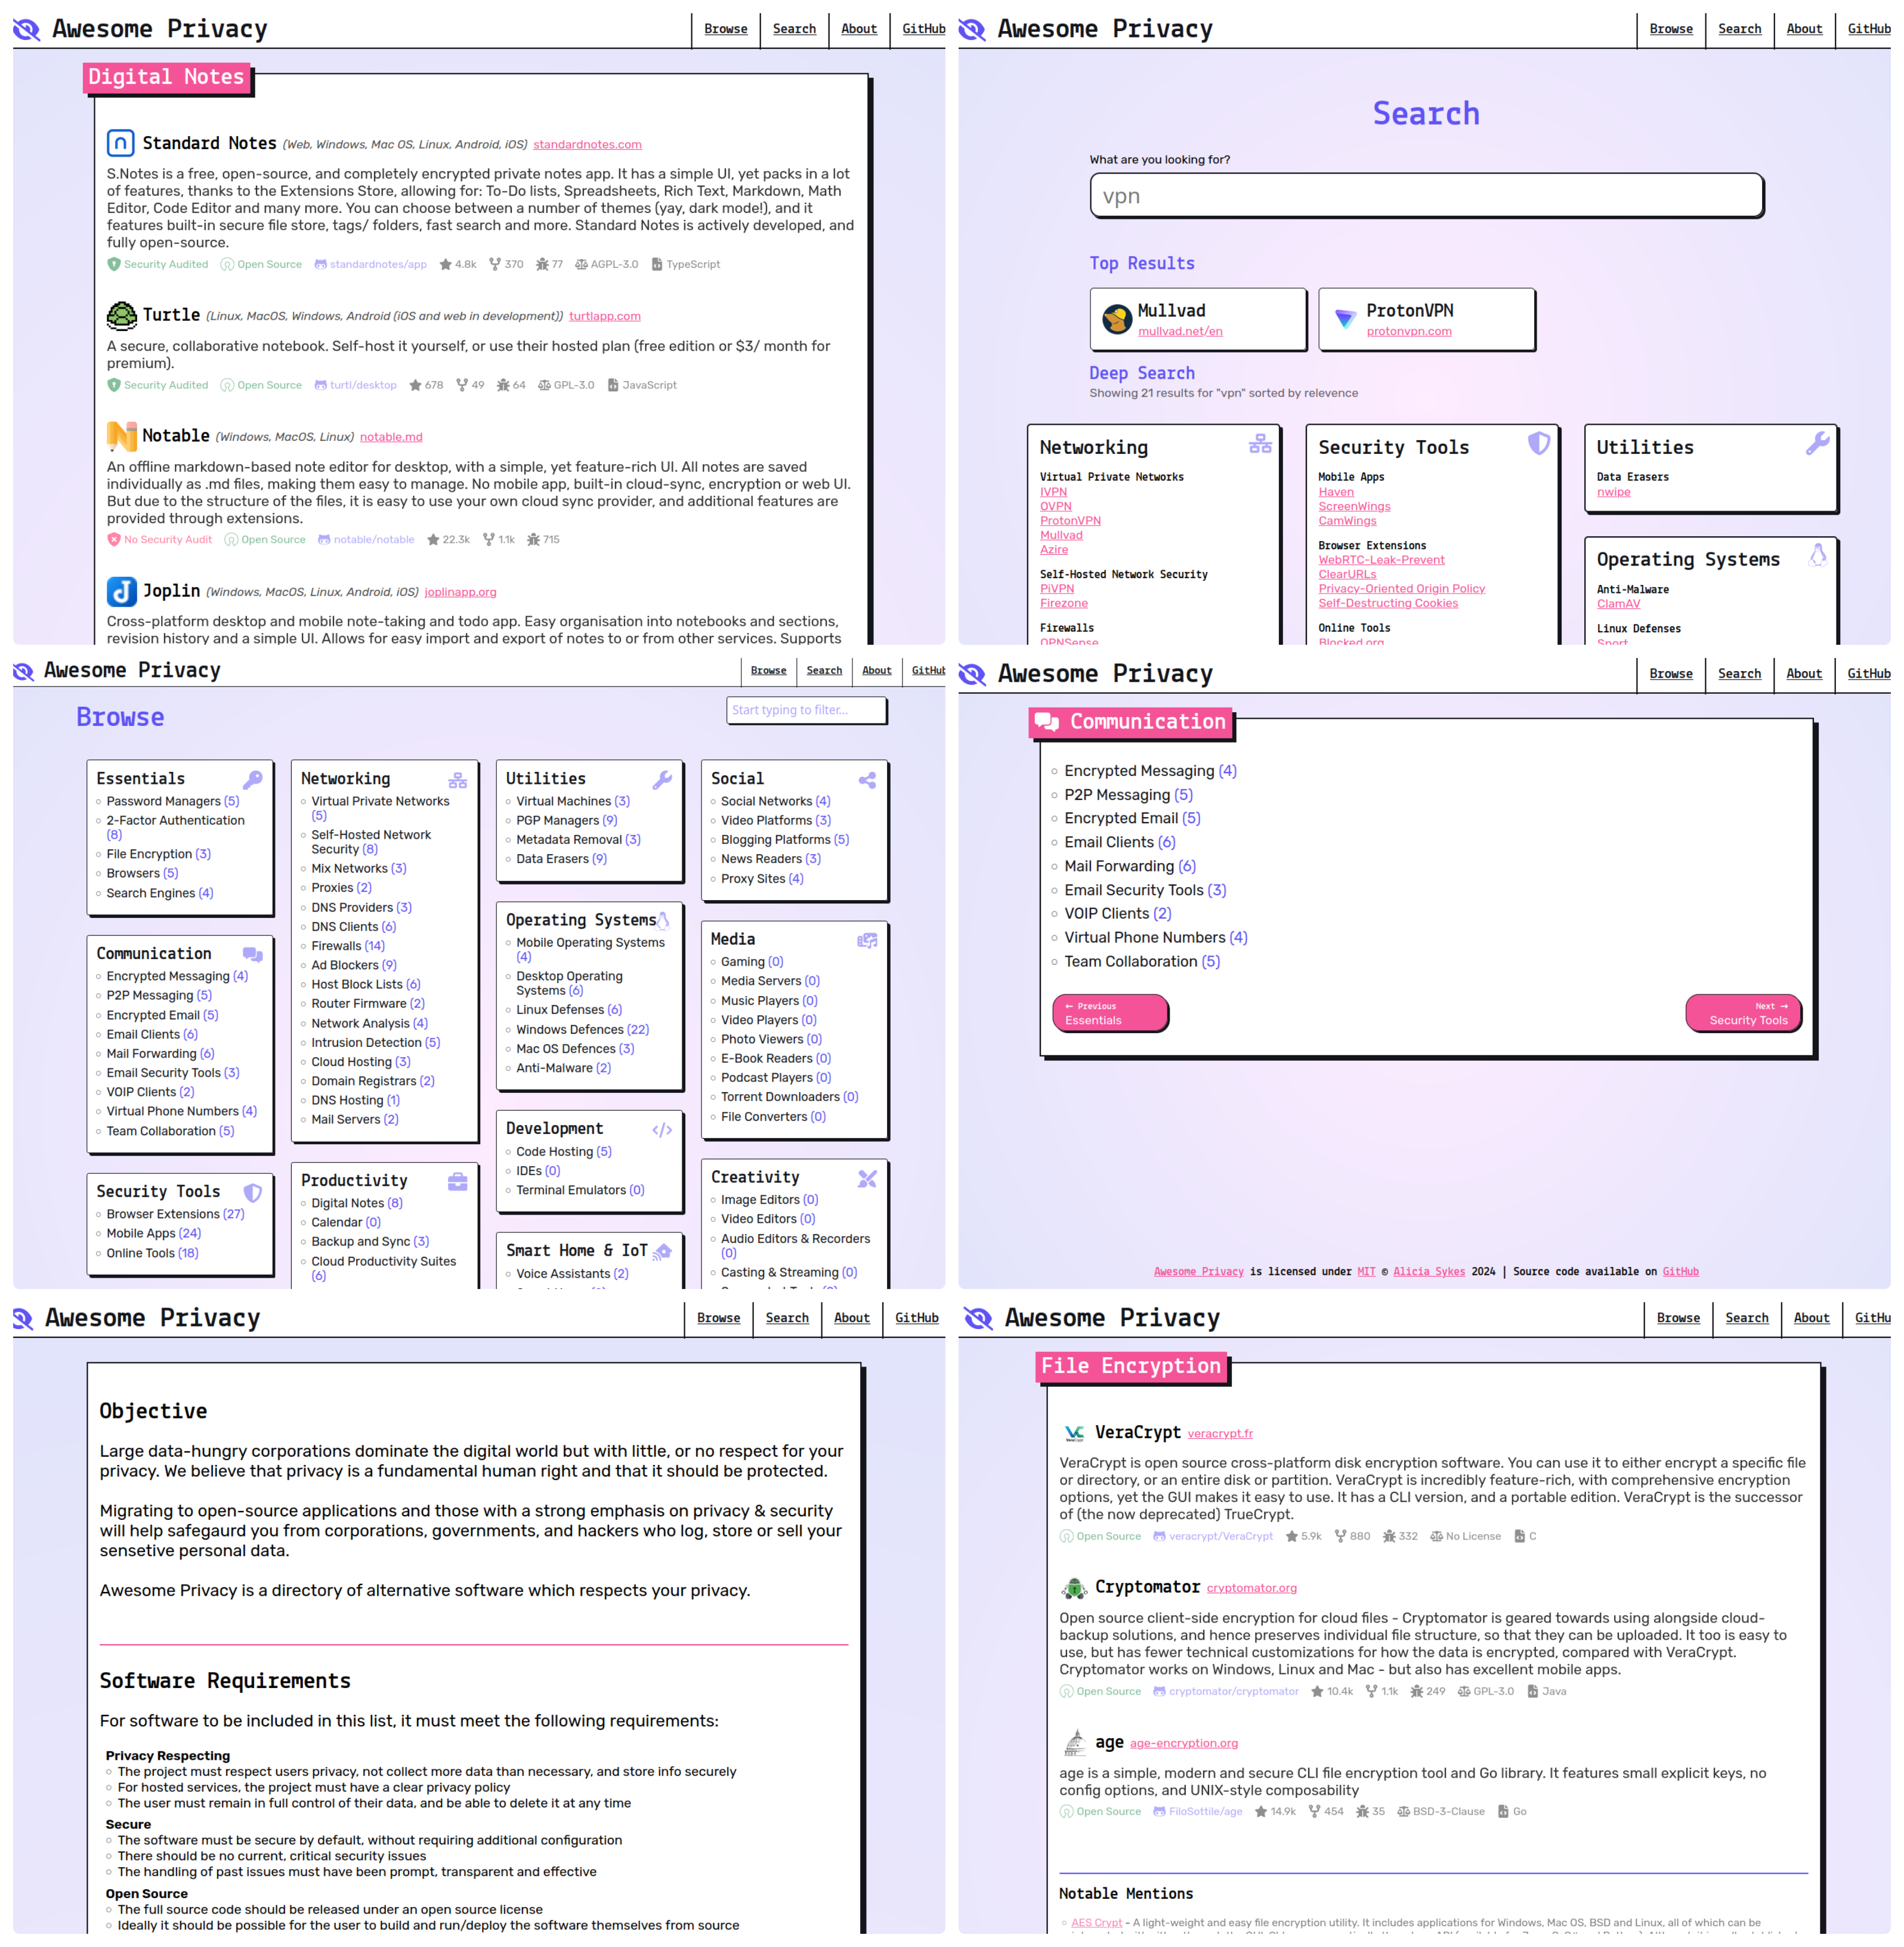 Awesome Privacy
Browse
Search
About
GitHub
Digital Notes
Standard Notes (Web, Windows, Mac OS, Linux, Android, iOS) standardnotes.com
S.Notes is a free, open-source, and completely encrypted private notes app. It has a simple UI, yet packs in a lot
of features, thanks to the Extensions Store, allowing for: To-Do lists, Spreadsheets, Rich Text, Markdown, Math
Editor, Code Editor and many more. You can choose between a number of themes (yay, dark mode!), and it
features built-in secure file store, tags/ folders, fast search and more. Standard Notes is actively developed, and
fully open-source.
Security Audited Open Source standardnotes/app 4.8k 370 77 AGPL-3.0 TypeScript
Turtle (Linux, MacOS, Windows, Android (iOS and web in development)) turtlapp.com
A secure, collaborative notebook. Self-host it yourself, or use their hosted plan (free edition or $3/ month for
premium).
Security Audited Open Source turtl/desktop 678 49 64 GPL-3.0 JavaScript
Notable (Windows, MacOS, Linux) notable.md
An offline markdown-based note editor for desktop, with a simple, yet feature-rich UI. All notes are saved
individually as .md files, making them easy to manage. No mobile app, built-in cloud-sync, encryption or web UI.
But due to the structure of the files, it is easy to use your own cloud sync provider, and additional features are
provided through extensions.
No Security Audit Open Source notable/notable 22.3k 1.1k 715
Joplin (Windows, MacOS, Linux, Android, iOS) joplinapp.org
Cross-platform desktop and mobile note-taking and todo app. Easy organisation into notebooks and sections,
revision history and a simple UI. Allows for easy import and export of notes to or from other services. Supports
Awesome Privacy
Browse
Search
About
GitHub
Search
What are you looking for?
vpn
Top Results
Mullvad
mullvad.net/en
ProtonVPN
protonvpn.com
Deep Search
Showing 21 results for "vpn" sorted by relevence
Networking
Virtual Private Networks
IVPN
OVPN
ProtonVPN
Mullvad
Azire
Self-Hosted Network Security
PiVPN
Firezone
Firewalls
OPNSense
Security Tools
Mobile Apps
Haven
ScreenWings
CamWings
Browser Extensions
WebRTC-Leak-Prevent
ClearURLs
Privacy-Oriented Origin Policy
Self-Destructing Cookies
Online Tools
Blocked.org
Utilities
Data Erasers
nwipe
Operating Systems
Anti-Malware
ClamAV
Linux Defenses
Snort
Awesome Privacy
Browse
Search
About
GitHub
Browse
Start typing to filter...
Essentials
Password Managers (5)
2-Factor Authentication
(8)
File Encryption (3)
Browsers (5)
Search Engines (4)
Communication
Encrypted Messaging (4)
P2P Messaging (5)
Encrypted Email (5)
Email Clients (6)
Mail Forwarding (6)
Email Security Tools (3)
VOIP Clients (2)
Virtual Phone Numbers (4)
Team Collaboration (5)
Security Tools
Browser Extensions (27)
Mobile Apps (24)
Online Tools (18)
Networking
Virtual Private Networks
(5)
Self-Hosted Network
Security (8)
Mix Networks (3)
Proxies (2)
DNS Providers (3)
DNS Clients (6)
Firewalls (14)
Ad Blockers (9)
Host Block Lists (6)
Router Firmware (2)
Network Analysis (4)
Intrusion Detection (5)
Cloud Hosting (3)
Domain Registrars (2)
DNS Hosting (1)
Mail Servers (2)
Productivity
Digital Notes (8)
Calendar (0)
Backup and Sync (3)
Cloud Productivity Suites
(6)
Utilities
Virtual Machines (3)
PGP Managers (9)
Metadata Removal (3)
Data Erasers (9)
Operating Systems
Mobile Operating Systems
(4)
Desktop Operating
Systems (6)
Linux Defenses (6)
Windows Defences (22)
Mac OS Defences (3)
Anti-Malware (2)
Development
Code Hosting (5)
IDEs (0)
Terminal Emulators (0)
Smart Home & IoT
Voice Assistants (2)
Social
Social Networks (4)
Video Platforms (3)
Blogging Platforms (5)
News Readers (3)
Proxy Sites (4)
Media
Gaming (0)
Media Servers (0)
Music Players (0)
Video Players (0)
Photo Viewers (0)
E-Book Readers (0)
Podcast Players (0)
Torrent Downloaders (0)
File Converters (0)
Creativity
Image Editors (0)
Video Editors (0)
Audio Editors & Recorders
(0)
Casting & Streaming (0)
Awesome Privacy
Browse
Search
About
GitHub
Communication
Encrypted Messaging (4)
P2P Messaging (5)
Encrypted Email (5)
Email Clients (6)
Mail Forwarding (6)
Email Security Tools (3)
VOIP Clients (2)
Virtual Phone Numbers (4)
Team Collaboration (5)
← Previous
Essentials
Next →
Security Tools
Awesome Privacy is licensed under MIT © Alicia Sykes 2024 | Source code available on GitHub
Awesome Privacy
Browse
Search
About
GitHub
Objective
Large data-hungry corporations dominate the digital world but with little, or no respect for your
privacy. We believe that privacy is a fundamental human right and that it should be protected.
Migrating to open-source applications and those with a strong emphasis on privacy & security
will help safegaurd you from corporations, governments, and hackers who log, store or sell your
sensetive personal data.
Awesome Privacy is a directory of alternative software which respects your privacy.
Software Requirements
For software to be included in this list, it must meet the following requirements:
Privacy Respecting
The project must respect users privacy, not collect more data than necessary, and store info securely
For hosted services, the project must have a clear privacy policy
The user must remain in full control of their data, and be able to delete it at any time
Secure
The software must be secure by default, without requiring additional configuration
There should be no current, critical security issues
The handling of past issues must have been prompt, transparent and effective
Open Source
The full source code should be released under an open source license
Ideally it should be possible for the user to build and run/deploy the software themselves from source
Awesome Privacy
Browse
Search
About
GitHu
File Encryption
VeraCrypt veracrypt.fr
VeraCrypt is open source cross-platform disk encryption software. You can use it to either encrypt a specific file
or directory, or an entire disk or partition. VeraCrypt is incredibly feature-rich, with comprehensive encryption
options, yet the GUI makes it easy to use. It has a CLI version, and a portable edition. VeraCrypt is the successor
of (the now deprecated) TrueCrypt.
Open Source veracrypt/VeraCrypt 5.9k 880 332 No License C
Cryptomator cryptomator.org
Open source client-side encryption for cloud files - Cryptomator is geared towards using alongside cloud-
backup solutions, and hence preserves individual file structure, so that they can be uploaded. It too is easy to
use, but has fewer technical customizations for how the data is encrypted, compared with VeraCrypt.
Cryptomator works on Windows, Linux and Mac - but also has excellent mobile apps.
Open Source cryptomator/cryptomator 10.4k 1.1k 249 GPL-3.0 Java
age age-encryption.org
age is a simple, modern and secure CLI file encryption tool and Go library. It features small explicit keys, no
config options, and UNIX-style composability
Open Source FiloSottile/age 14.9k 454 35 BSD-3-Clause Go
Notable Mentions
AES Crypt - A light-weight and easy file encryption utility. It includes applications for Windows, Mac OS, BSD and Linux, all of which can be